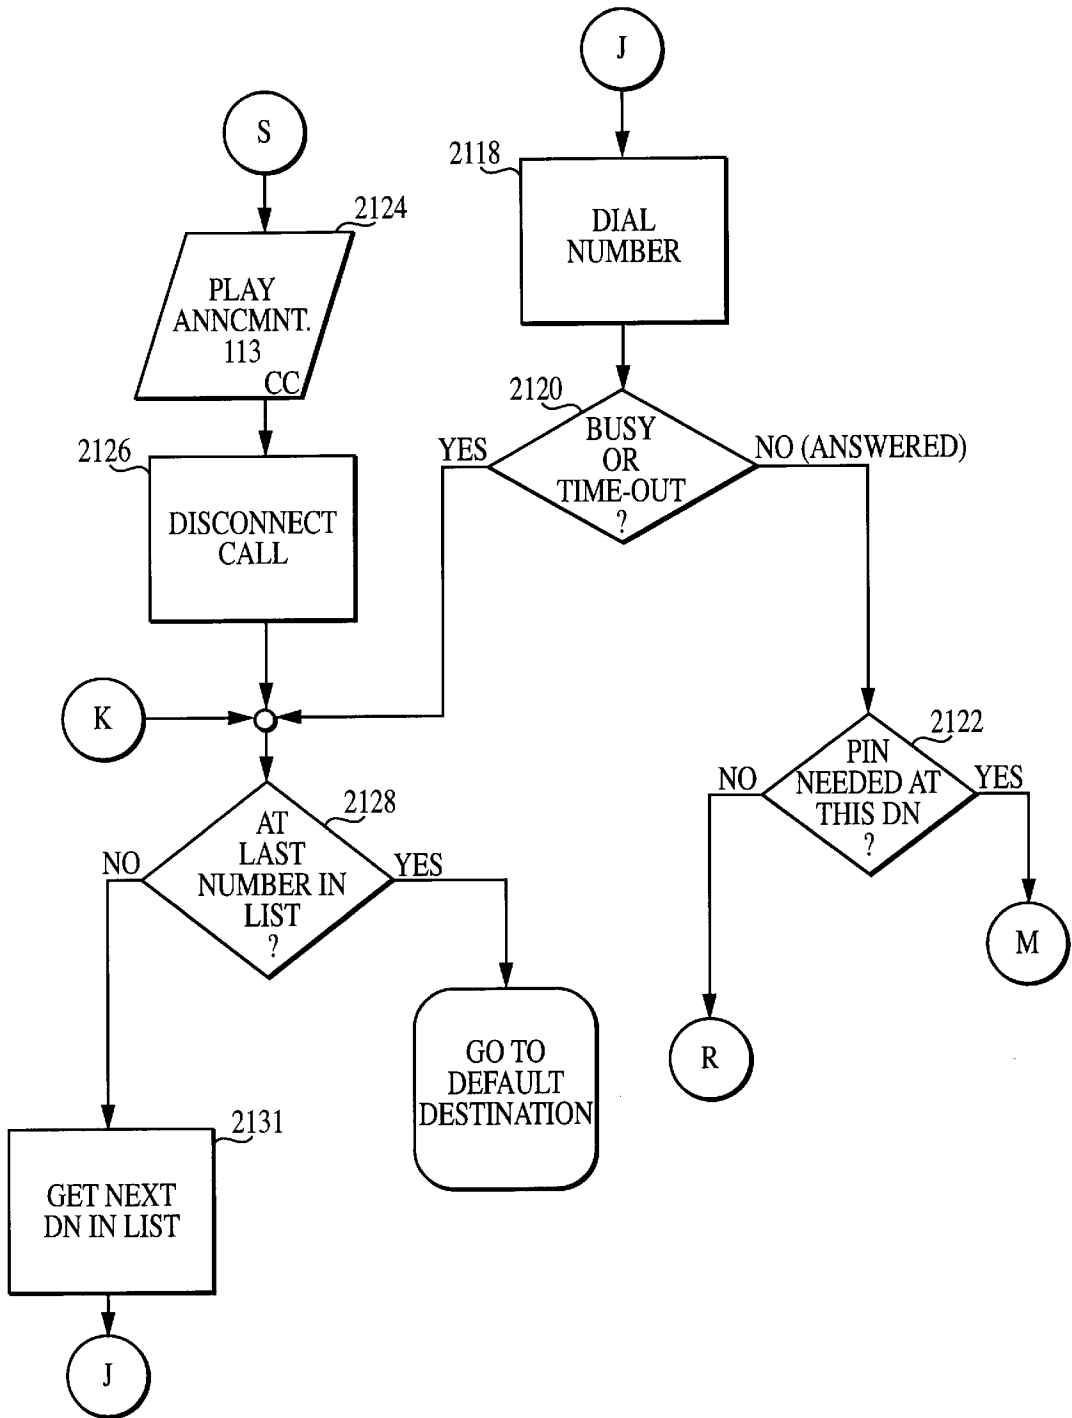 J
S
2118
DIAL
NUMBER
2124
PLAY
ANNCMNT.
113
CC
2120
BUSY
OR
TIME-OUT
?
YES
NO (ANSWERED)
2126
DISCONNECT
CALL
K
2122
PIN
NEEDED AT
THIS DN
?
NO
YES
2128
AT
LAST
NUMBER IN
LIST
?
NO
YES
M
R
GO TO
DEFAULT
DESTINATION
2131
GET NEXT
DN IN LIST
J